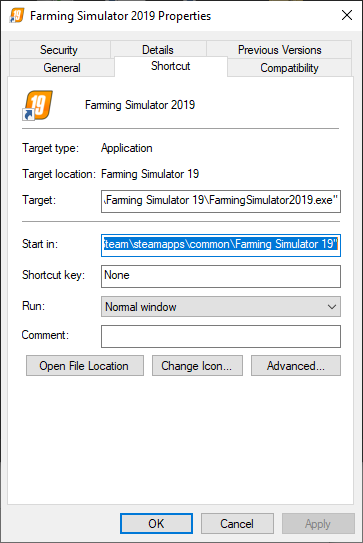 Farming Simulator 2019 Properties
Security Details Previous Versions
General Shortcut Compatibility
19 Farming Simulator 2019
Target type: Application
Target location: Farming Simulator 19
Target: \Farming Simulator 19\FarmingSimulator2019.exe"
Start in: team\steamapps\common\Farming Simulator 19"
Shortcut key: None
Run: Normal window
Comment:
Open File Location Change Icon... Advanced...
OK Cancel Apply